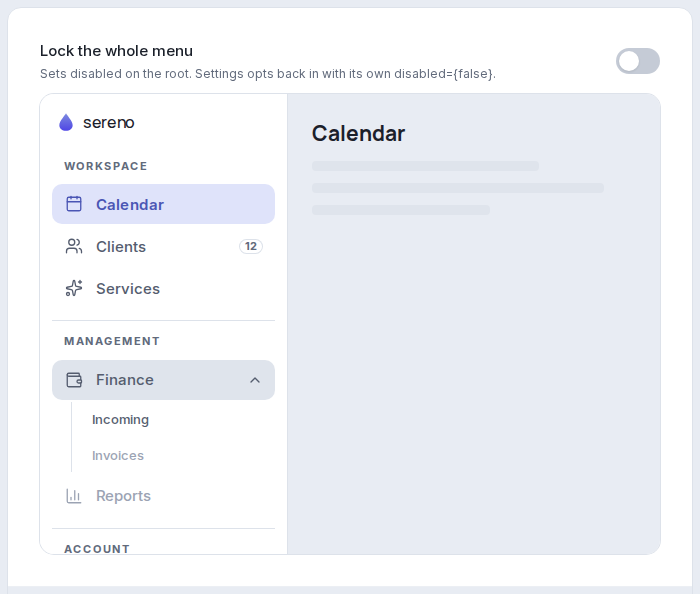 Lock the whole menu
Sets disabled on the root. Settings opts back in with its own disabled={false}.
sereno
WORKSPACE
Calendar
Clients 12
Services
MANAGEMENT
Finance
Incoming
Invoices
Reports
ACCOUNT
Calendar